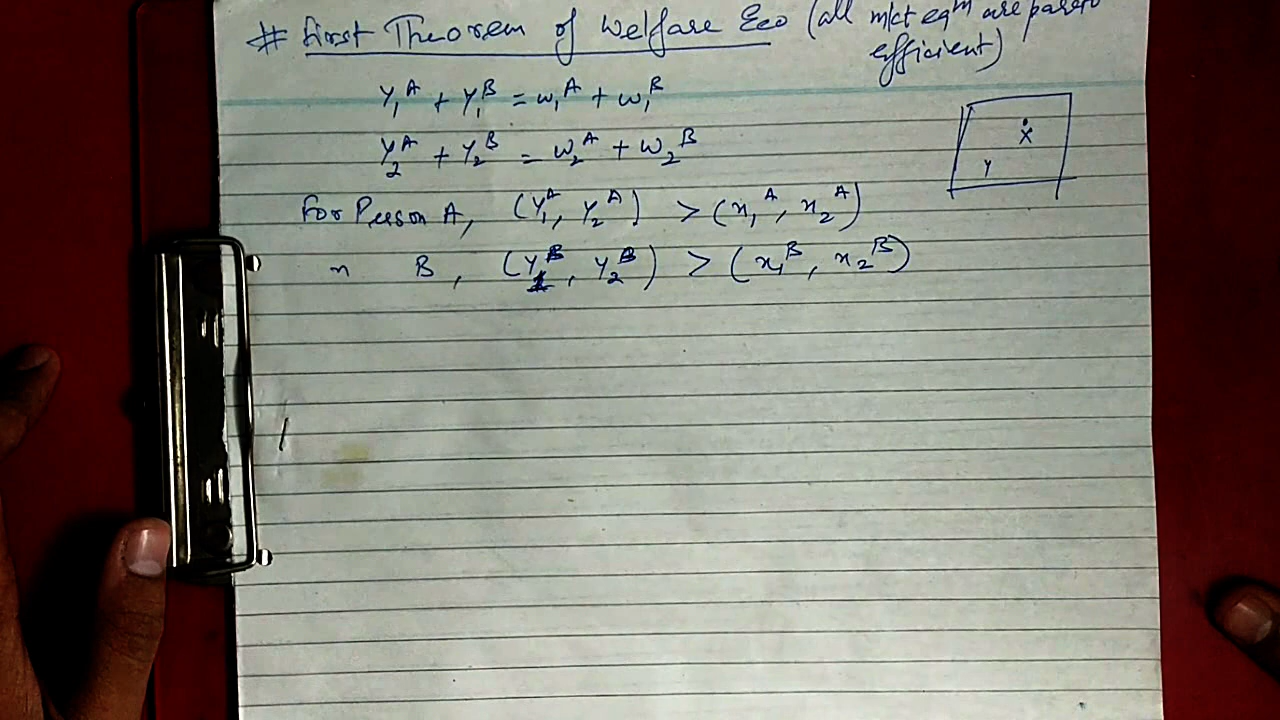 # First Theorem of Welfare Eco (all mkt eqm are pareto
efficient)
Y₁ᴬ + Y₁ᴮ = w₁ᴬ + w₁ᴮ
Y₂ᴬ + Y₂ᴮ = w₂ᴬ + w₂ᴮ
X
Y
For Person A, (Y₁ᴬ, Y₂ᴬ) > (x₁ᴬ, x₂ᴬ)
" B, (Y₁ᴮ, Y₂ᴮ) > (x₁ᴮ, x₂ᴮ)